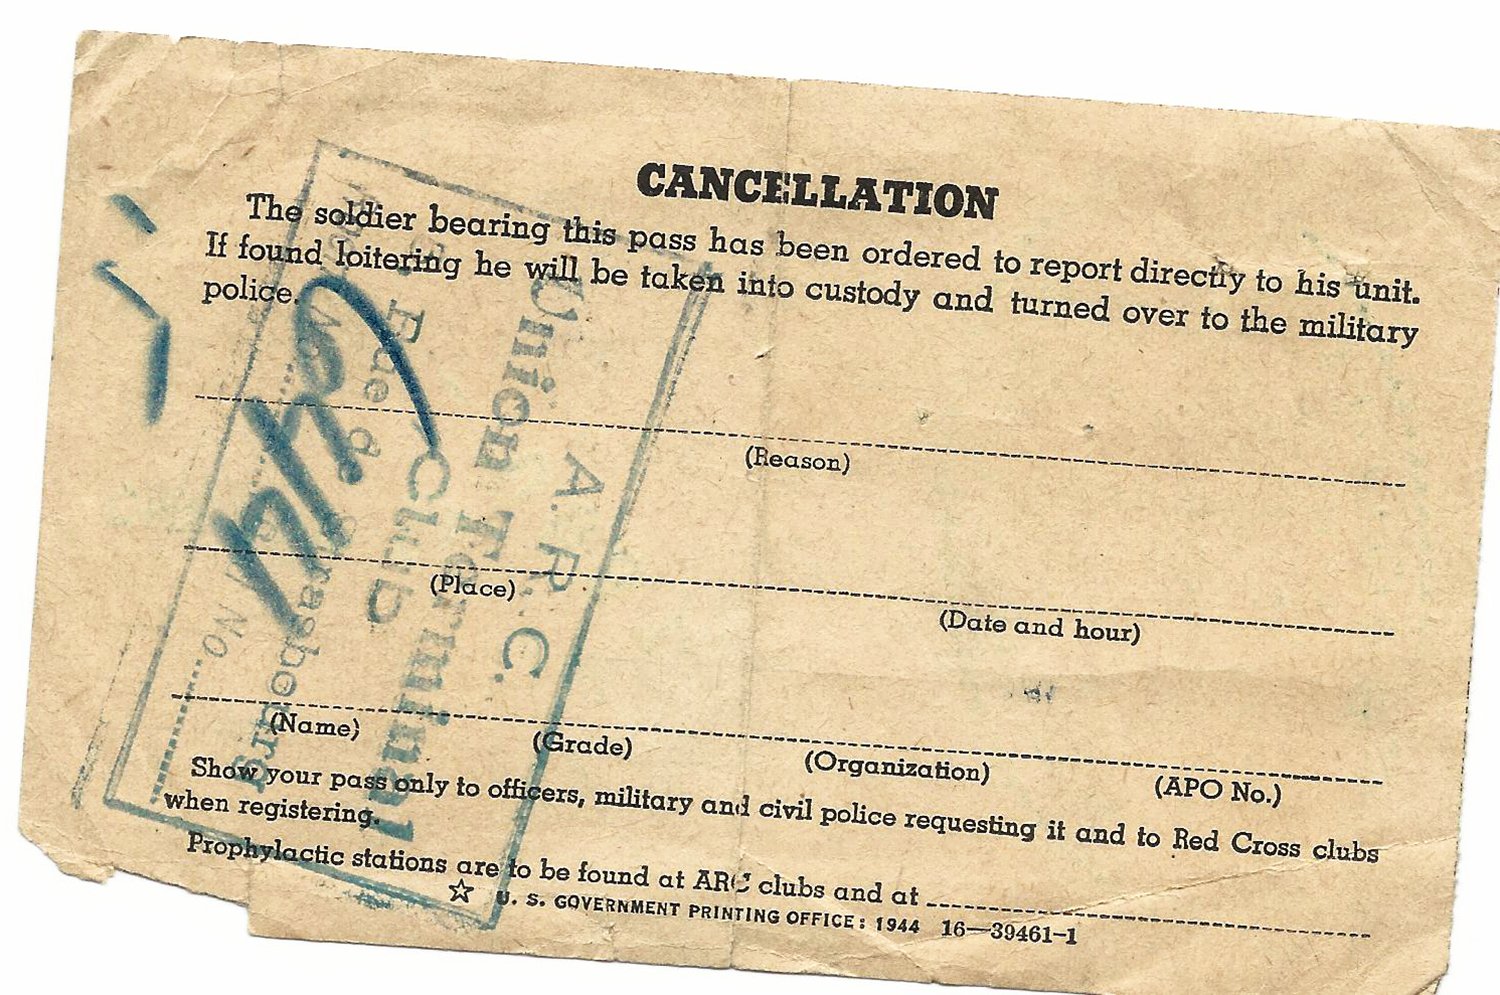 CANCELLATION
The soldier bearing this pass has been ordered to report directly to his unit.
If found loitering he will be taken into custody and turned over to the military
police.
(Reason)
(Place) (Date and hour)
(Name) (Grade) (Organization) (APO No.)
Show your pass only to officers, military and civil police requesting it and to Red Cross clubs
when registering.
Prophylactic stations are to be found at ARC clubs and at
☆ U. S. GOVERNMENT PRINTING OFFICE: 1944 16—39461-1
A. R. C.
Union Terminal
Club
Rue de Strasbourg
No